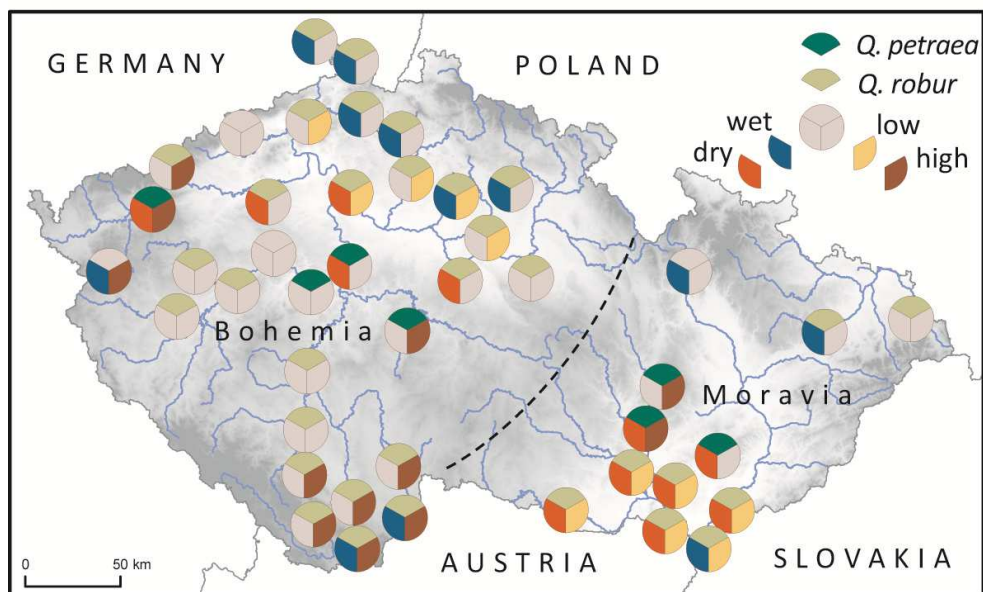 GERMANY
POLAND
Q. petraea
Q. robur
wet
low
dry
high
Bohemia
Moravia
0 50 km
AUSTRIA
SLOVAKIA